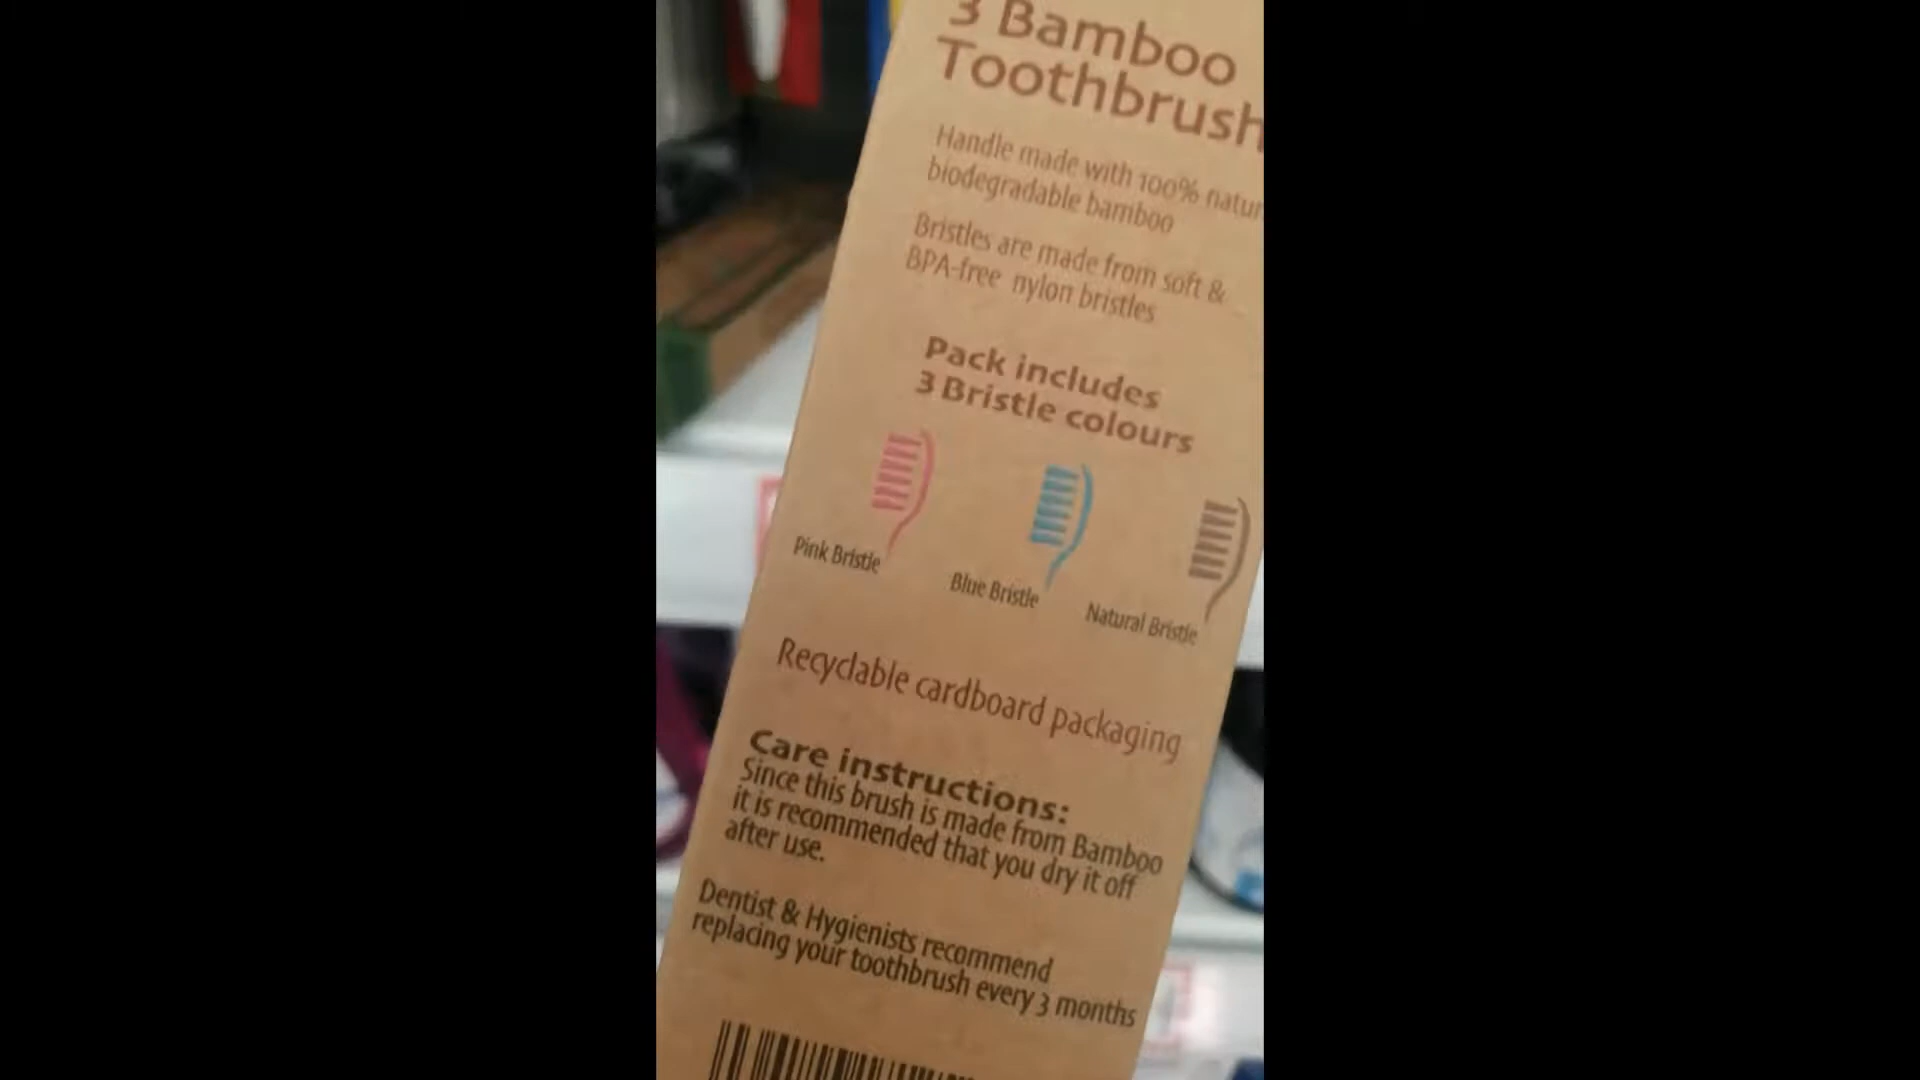 3 Bamboo
Toothbrush
Handle made with 100%
biodegradable bamboo
Bristles are made from soft &
BPA-free nylon bristles
Pack includes
3 Bristle colours
Pink Bristle
Blue Bristle
Natural Bristle
Recyclable cardboard packaging
Care instructions:
Since this brush is made from Bamboo
it is recommended that you dry it off
after use.
Dentist & Hygienists recommend
replacing your toothbrush every 3 months